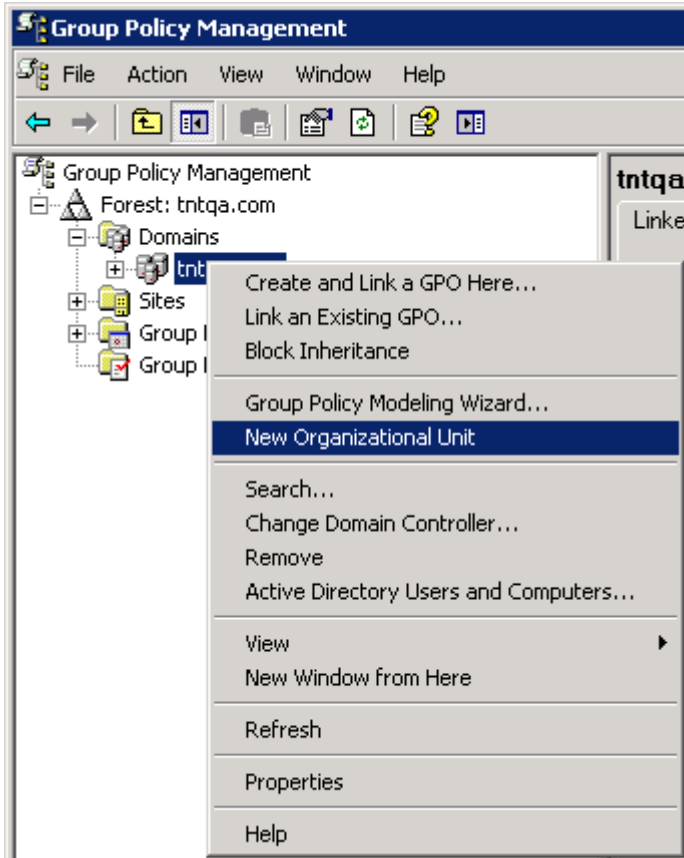 Group Policy Management
File Action View Window Help
Group Policy Management
Forest: tntqa.com
Domains
Sites
Group
Group
tntqa
Linke
Create and Link a GPO Here...
Link an Existing GPO...
Block Inheritance
Group Policy Modeling Wizard...
New Organizational Unit
Search...
Change Domain Controller...
Remove
Active Directory Users and Computers...
View
New Window from Here
Refresh
Properties
Help